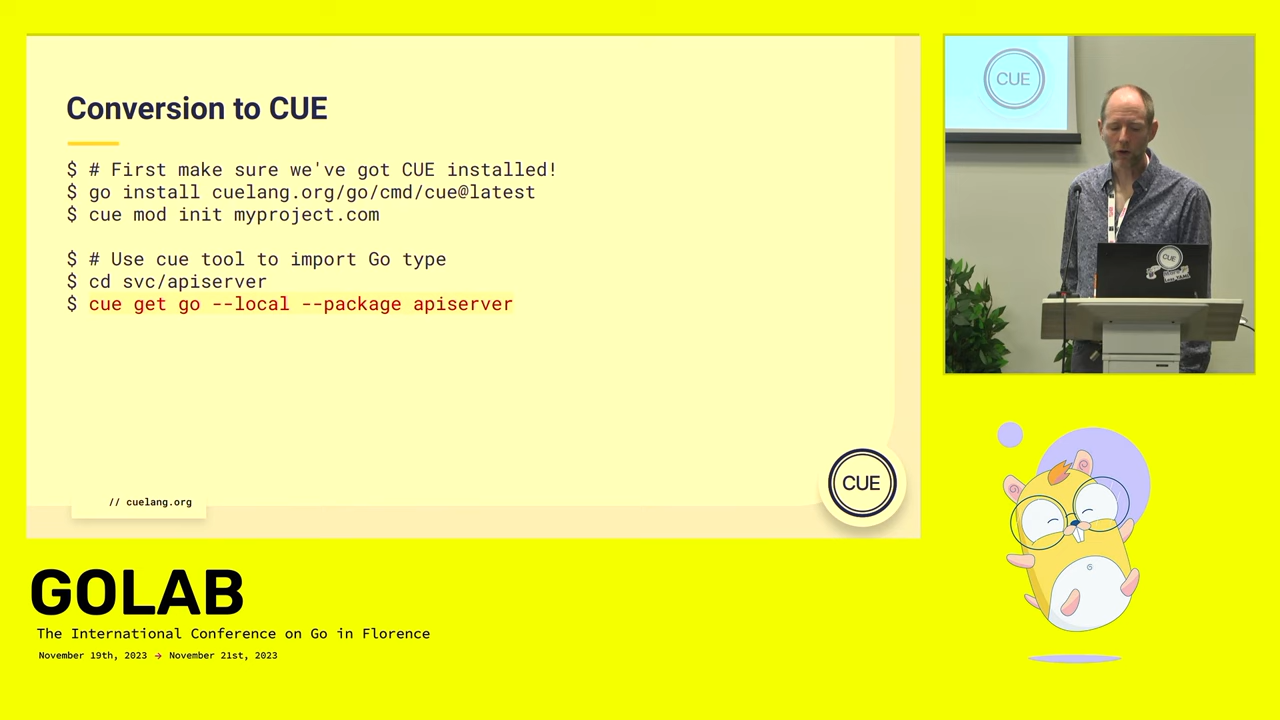 Conversion to CUE
$ # First make sure we've got CUE installed!
$ go install cuelang.org/go/cmd/cue@latest
$ cue mod init myproject.com
$ # Use cue tool to import Go type
$ cd svc/apiserver
$ cue get go --local --package apiserver
// cuelang.org
CUE
CUE
CUE
GOLAB
The International Conference on Go in Florence
November 19th, 2023 → November 21st, 2023